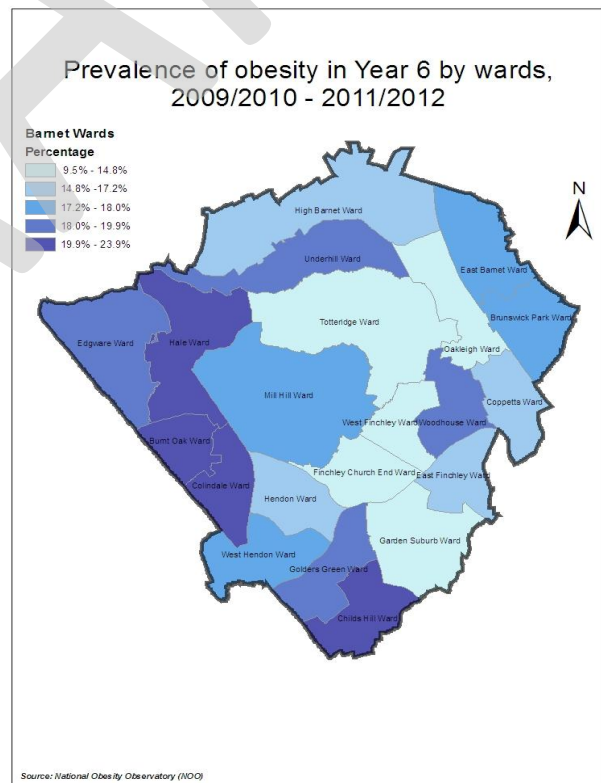 Prevalence of obesity in Year 6 by wards,
2009/2010 - 2011/2012
Barnet Wards
Percentage
9.5% - 14.8%
14.8% -17.2%
17.2% - 18.0%
18.0% - 19.9%
19.9% - 23.9%
N
High Barnet Ward
Underhill Ward
East Barnet Ward
Totteridge Ward
Brunswick Park Ward
Edgware Ward
Hale Ward
Oakleigh Ward
Mill Hill Ward
Coppetts Ward
West Finchley Ward
Woodhouse Ward
Burnt Oak Ward
Finchley Church End Ward
East Finchley Ward
Colindale Ward
Hendon Ward
Garden Suburb Ward
West Hendon Ward
Golders Green Ward
Childs Hill Ward
Source: National Obesity Observatory (NOO)